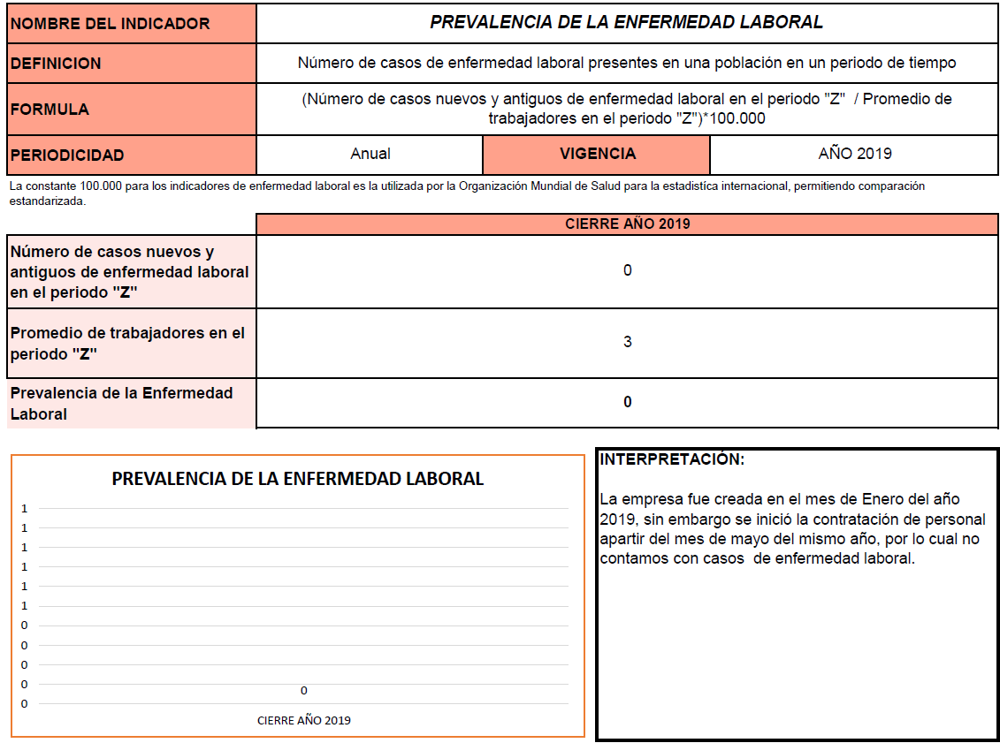 NOMBRE DEL INDICADOR
PREVALENCIA DE LA ENFERMEDAD LABORAL
DEFINICION
Número de casos de enfermedad laboral presentes en una población en un periodo de tiempo
FORMULA
(Número de casos nuevos y antiguos de enfermedad laboral en el periodo "Z" / Promedio de
trabajadores en el periodo "Z")*100.000
PERIODICIDAD
Anual
VIGENCIA
AÑO 2019
La constante 100.000 para los indicadores de enfermedad laboral es la utilizada por la Organización Mundial de Salud para la estadistíca internacional, permitiendo comparación
estandarizada.
CIERRE AÑO 2019
Número de casos nuevos y
antiguos de enfermedad laboral
en el periodo "Z"
0
Promedio de trabajadores en el
periodo "Z"
3
Prevalencia de la Enfermedad
Laboral
0
PREVALENCIA DE LA ENFERMEDAD LABORAL
1
1
1
1
1
1
0
0
0
0
0
0
CIERRE AÑO 2019
INTERPRETACIÓN:
La empresa fue creada en el mes de Enero del año
2019, sin embargo se inició la contratación de personal
apartir del mes de mayo del mismo año, por lo cual no
contamos con casos de enfermedad laboral.